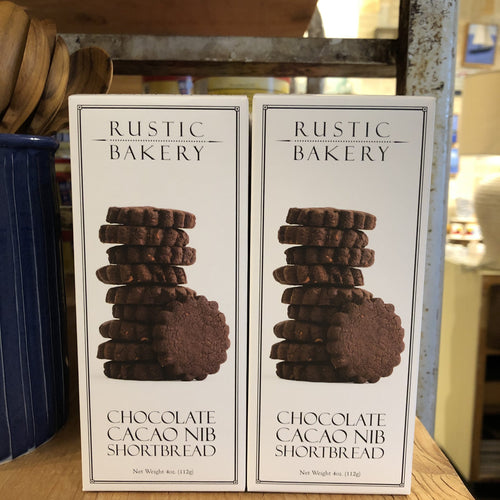 RUSTIC
BAKERY
CHOCOLATE
CACAO NIB
SHORTBREAD
Net Weight 4oz. (112g)
RUSTIC
BAKERY
CHOCOLATE
CACAO NIB
SHORTBREAD
Net Weight 4oz. (112g)